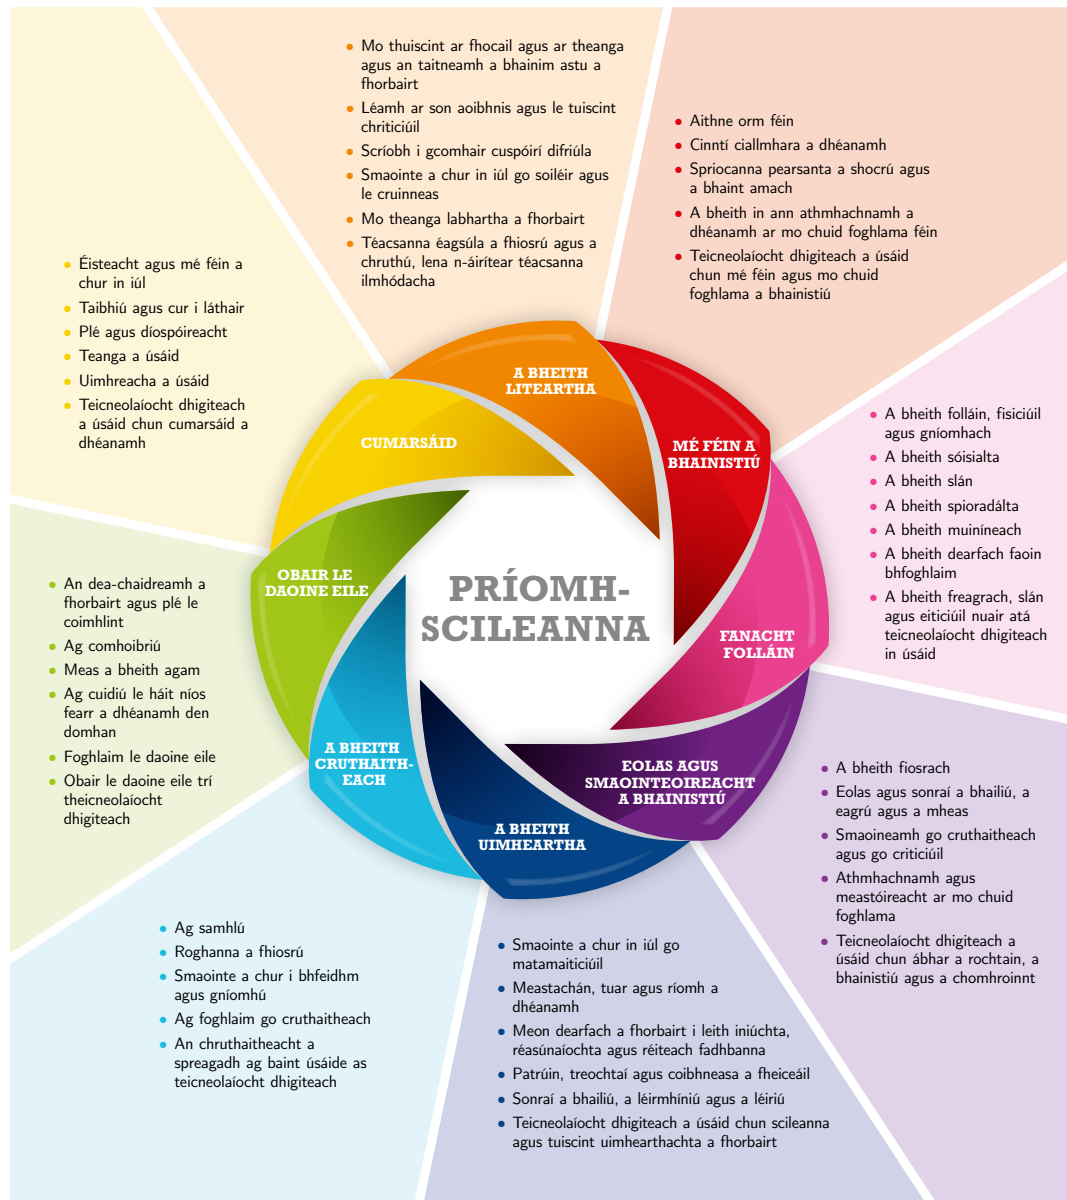 PRÍOMH-
SCILEANNA
A BHEITH
LITEARTHA
Mo thuiscint ar fhocail agus ar theanga
agus an taitneamh a bhainim astu a
fhorbairt
Léamh ar son aoibhnis agus le tuiscint
chriticiúil
Scríobh i gcomhair cuspóirí difriúla
Smaointe a chur in iúl go soiléir agus
le cruinneas
Mo theanga labhartha a fhorbairt
Téacsanna éagsúla a fhiosrú agus a
chruthú, lena n-áirítear téacsanna
ilmhódacha
MÉ FÉIN A
BHAINISTIÚ
Aithne orm féin
Cinntí ciallmhara a dhéanamh
Spriocanna pearsanta a shocrú agus
a bhaint amach
A bheith in ann athmhachnamh a
dhéanamh ar mo chuid foghlama féin
Teicneolaíocht dhigiteach a úsáid
chun mé féin agus mo chuid
foghlama a bhainistiú
FANACHT
FOLLÁIN
A bheith folláin, fisiciúil
agus gníomhach
A bheith sóisialta
A bheith slán
A bheith spioradálta
A bheith muiníneach
A bheith dearfach faoin
bhfoghlaim
A bheith freagrach, slán
agus eiticiúil nuair atá
teicneolaíocht dhigiteach
in úsáid
EOLAS AGUS
SMAOINTEOIREACHT
A BHAINISTIÚ
A bheith fiosrach
Eolas agus sonraí a bhailiú, a
eagrú agus a mheas
Smaoineamh go cruthaitheach
agus go criticiúil
Athmhachnamh agus
meastóireacht ar mo chuid
foghlama
Teicneolaíocht dhigiteach a
úsáid chun ábhar a rochtain, a
bhainistiú agus a chomhroinnt
A BHEITH
UIMHEARTHA
Smaointe a chur in iúl go
matamaiticiúil
Meastachán, tuar agus ríomh a
dhéanamh
Meon dearfach a fhorbairt i leith iniúchta,
réasúnaíochta agus réiteach fadhbanna
Patrúin, treochtaí agus coibhneasa a fheiceáil
Sonraí a bhailiú, a léirmhíniú agus a léiriú
Teicneolaíocht dhigiteach a úsáid chun scileanna
agus tuiscint uimhearthachta a fhorbairt
A BHEITH
CRUTHAITH-
EACH
Ag samhlú
Roghanna a fhiosrú
Smaointe a chur i bhfeidhm
agus gníomhú
Ag foghlaim go cruthaitheach
An chruthaitheacht a
spreagadh ag baint úsáide as
teicneolaíocht dhigiteach
OBAIR LE
DAOINE EILE
An dea-chaidreamh a
fhorbairt agus plé le
coimhlint
Ag comhoibriú
Meas a bheith agam
Ag cuidiú le háit níos
fearr a dhéanamh den
domhan
Foghlaim le daoine eile
Obair le daoine eile trí
theicneolaíocht
dhigiteach
CUMARSÁID
Éisteacht agus mé féin a
chur in iúl
Taibhiú agus cur i láthair
Plé agus díospóireacht
Teanga a úsáid
Uimhreacha a úsáid
Teicneolaíocht dhigiteach
a úsáid chun cumarsáid a
dhéanamh